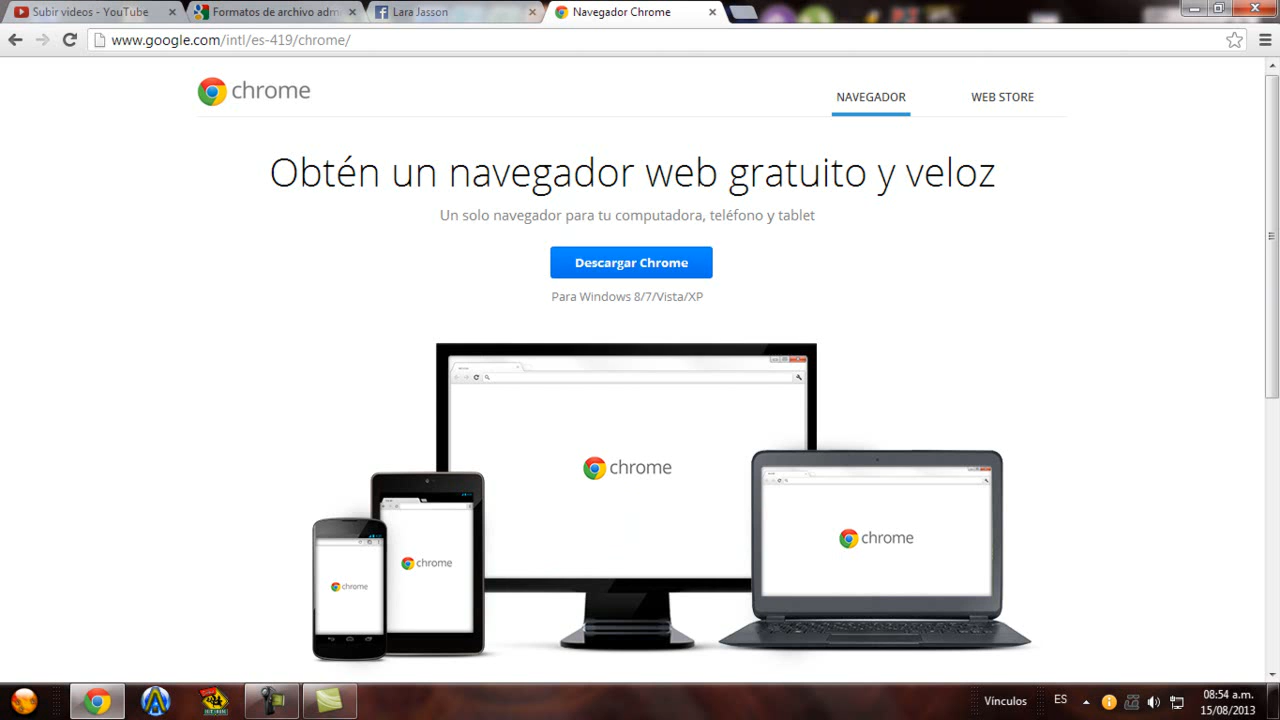 Subir videos - YouTube
Formatos de archivo adm
Lara Jasson
Navegador Chrome
www.google.com/intl/es-419/chrome/
chrome
NAVEGADOR
WEB STORE
Obtén un navegador web gratuito y veloz
Un solo navegador para tu computadora, teléfono y tablet
Descargar Chrome
Para Windows 8/7/Vista/XP
chrome
chrome
chrome
chrome
Vínculos
ES
08:54 a.m.
15/08/2013